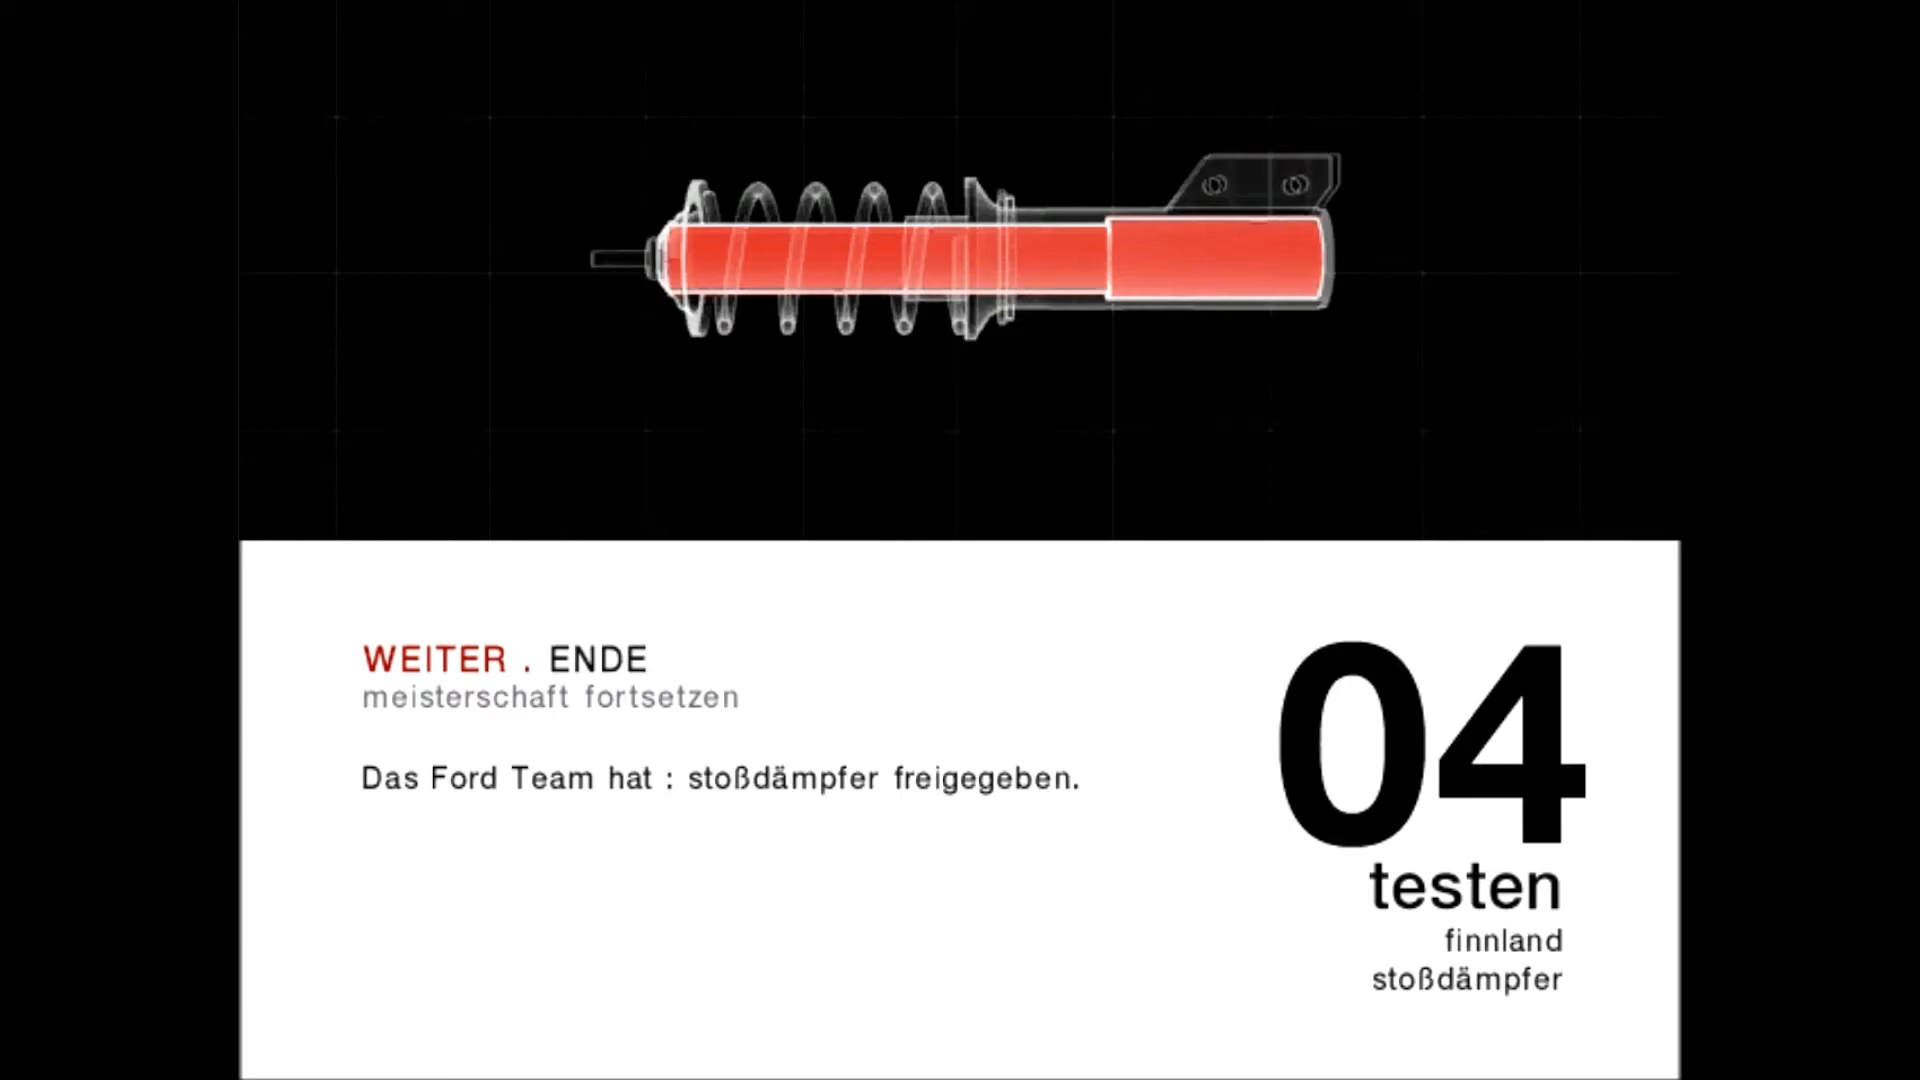 WEITER . ENDE
meisterschaft fortsetzen
Das Ford Team hat : stoßdämpfer freigegeben.
04
testen
finnland
stoßdämpfer